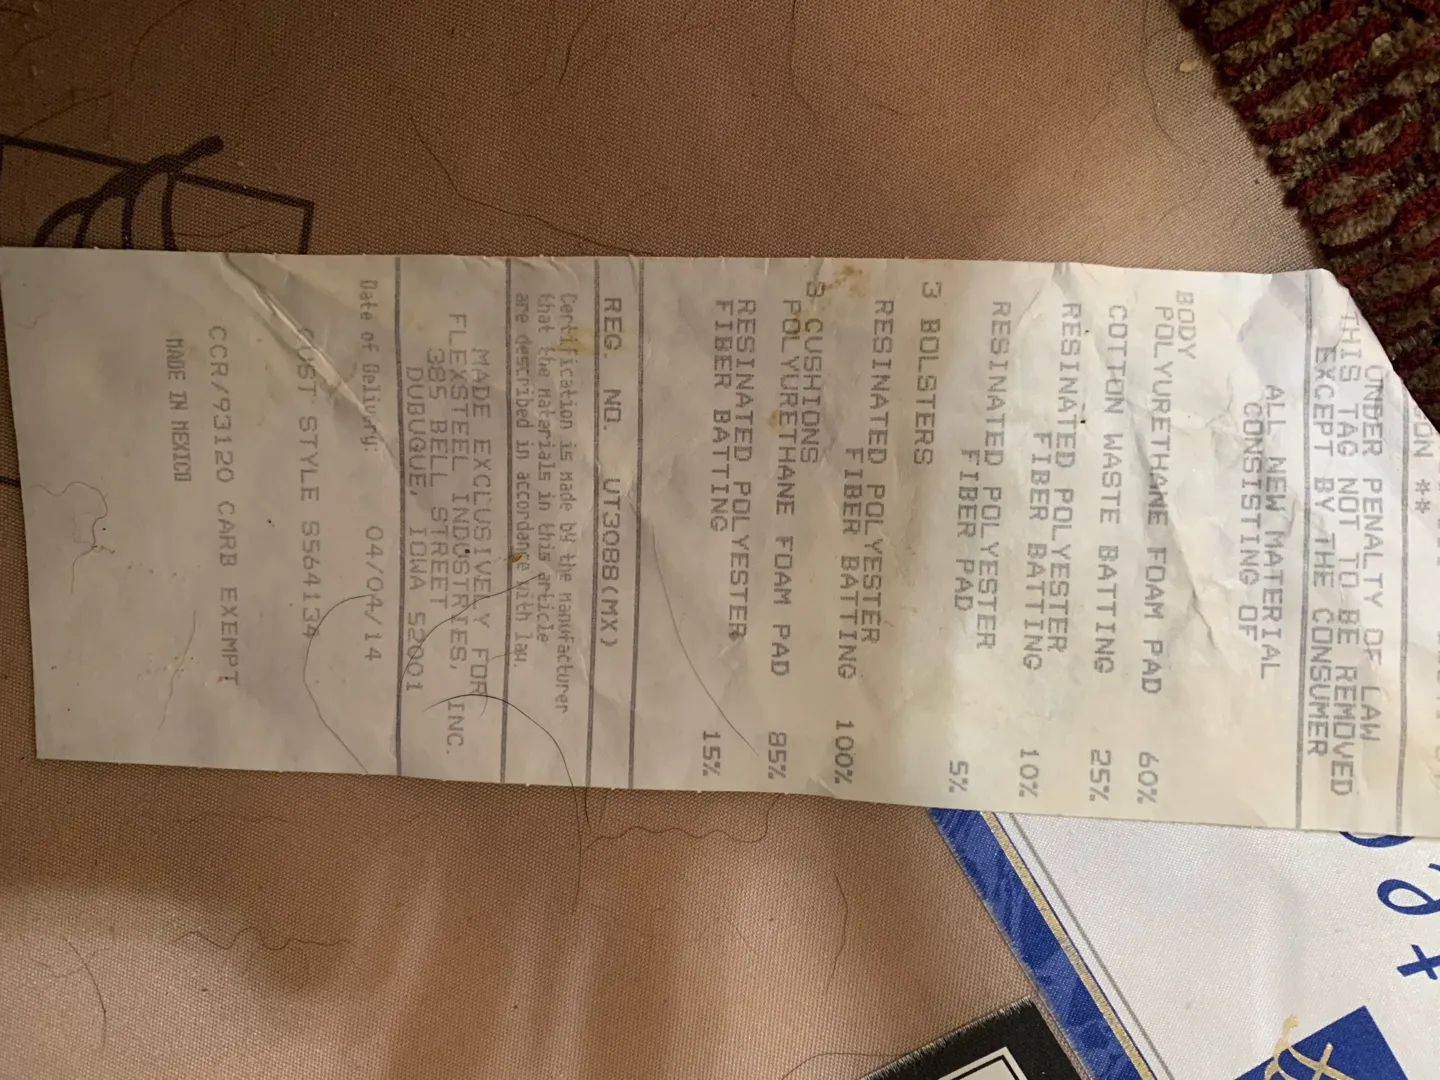 SON **
UNDER PENALTY OF LAW
THIS TAG NOT TO BE REMOVED
EXCEPT BY THE CONSUMER
ALL NEW MATERIAL
CONSISTING OF
BODY
POLYURETHANE FOAM PAD 60%
COTTON WASTE BATTING 25%
RESINATED POLYESTER
FIBER BATTING 10%
RESINATED POLYESTER
FIBER PAD 5%
3 BOLSTERS
RESINATED POLYESTER
FIBER BATTING 100%
3 CUSHIONS
POLYURETHANE FOAM PAD 85%
RESINATED POLYESTER
FIBER BATTING 15%
REG. NO. UT3088(MX)
Certification is made by the manufacturer
that the materials in this article
are described in accordance with law.
MADE EXCLUSIVELY FOR
FLEXSTEEL INDUSTRIES, INC.
385 BELL STREET
DUBUQUE, IOWA 52001
Date of Delivery: 04/04/14
CUST STYLE S564134
CCR/93120 CARB EXEMPT
MADE IN MEXICO